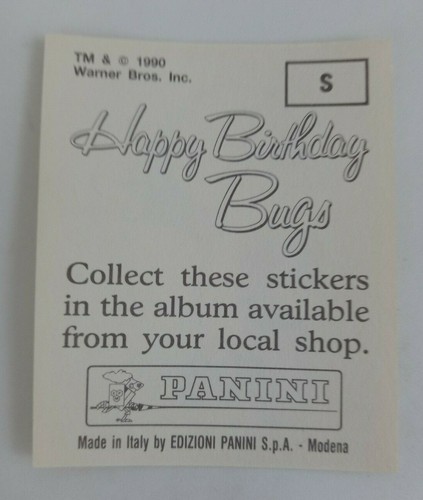 TM & © 1990
Warner Bros. Inc.
S
Happy Birthday
Bugs
Collect these stickers
in the album available
from your local shop.
PANINI
Made in Italy by EDIZIONI PANINI S.p.A. - Modena